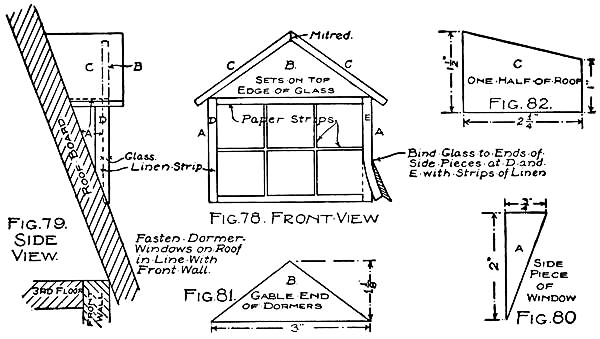 C
B
A
D
Glass.
Linen·Strip
ROOF BOARD
FIG.79.
SIDE
VIEW.
Fasten·Dormer-
Windows·on·Roof
in·Line·With
Front·Wall.
3RD FLOOR
FRONT
WALL
Mitred.
C
B.
C
SETS·ON·TOP
EDGE OF GLASS
D
E
A
A
Paper Strips
Bind Glass to Ends of
Side Pieces at D·and·
E·with Strips of Linen
FIG.78. FRONT·VIEW
B
GABLE END
OF DORMERS
FIG.81.
1 1/8"
3"
1 1/2"
C
ONE·HALF·OF·ROOF
FIG.82.
1"
2 1/4"
3/4"
2"
A
SIDE
PIECE
OF
WINDOW
FIG.80